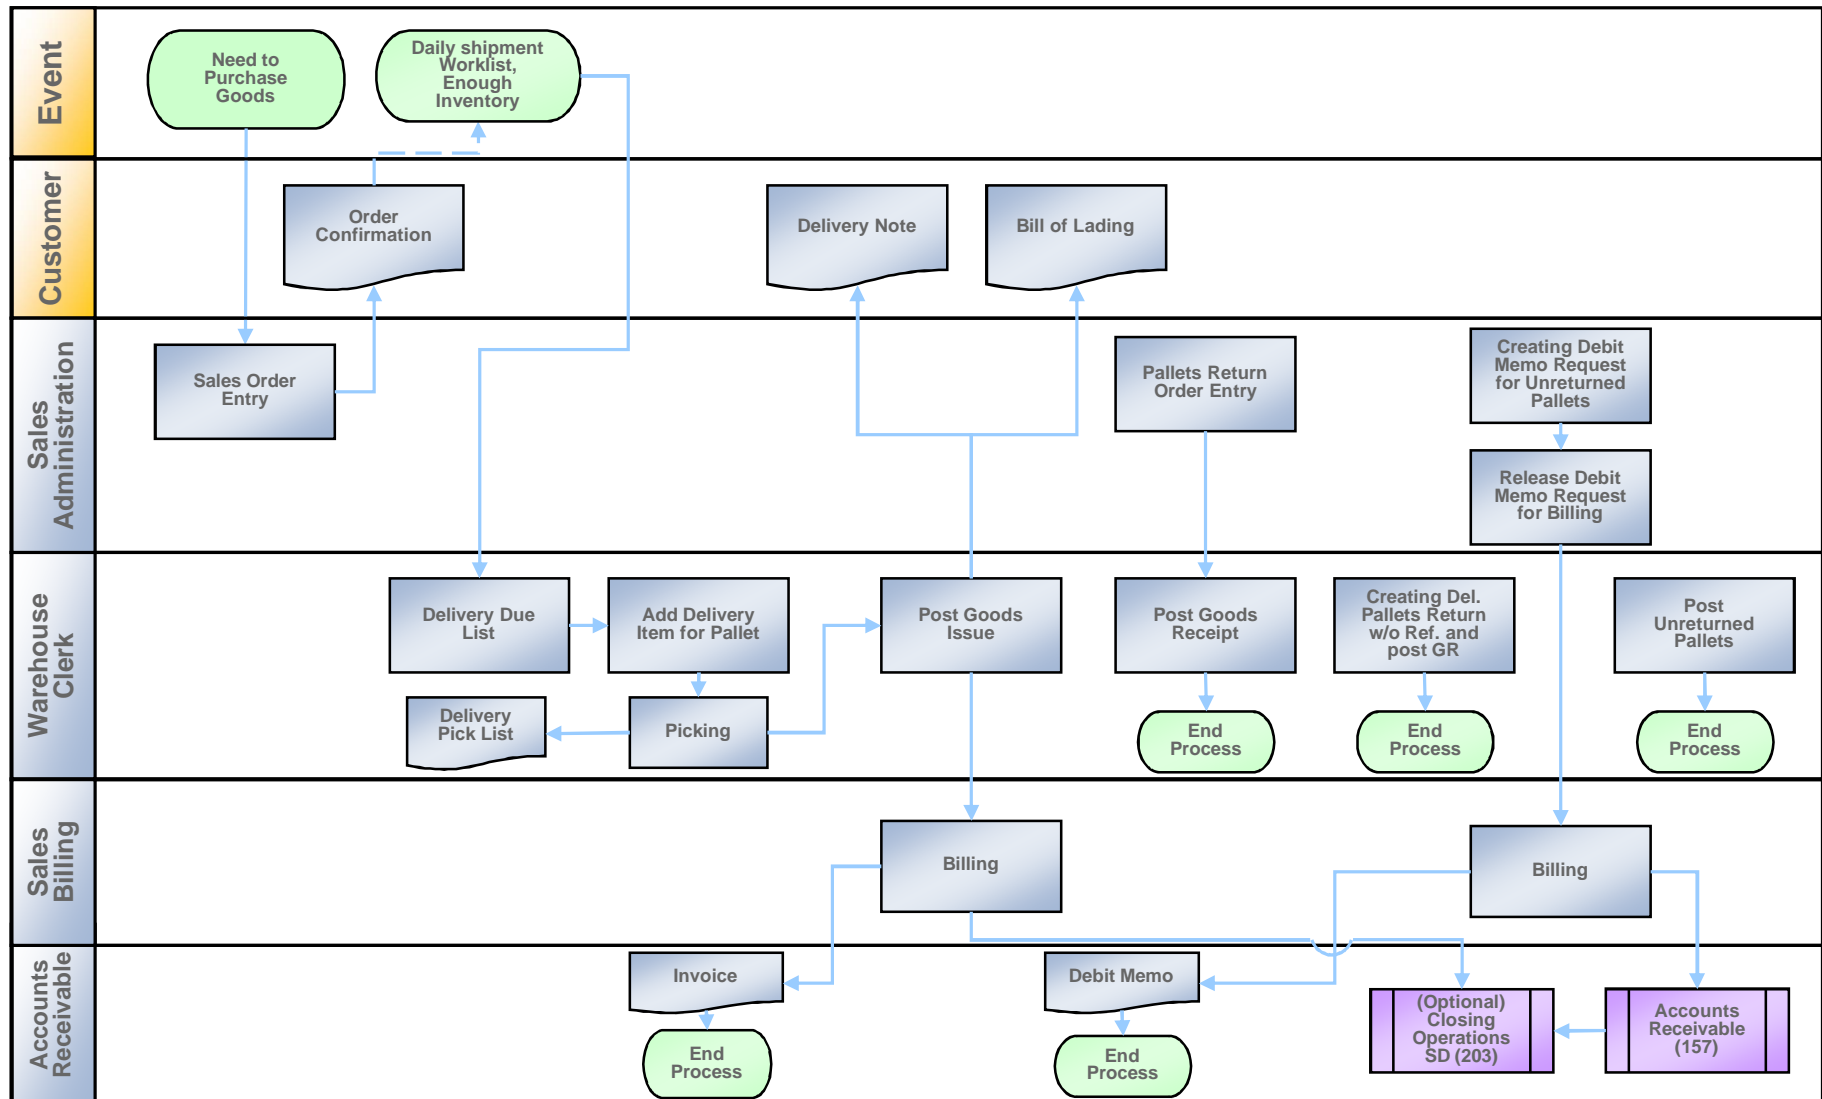 Event
Need to
Purchase
Goods
Daily shipment
Worklist,
Enough
Inventory
Customer
Order
Confirmation
Delivery Note
Bill of Lading
Sales
Administration
Sales Order
Entry
Pallets Return
Order Entry
Creating Debit
Memo Request
for Unreturned
Pallets
Release Debit
Memo Request
for Billing
Warehouse
Clerk
Delivery Due
List
Add Delivery
Item for Pallet
Post Goods
Issue
Post Goods
Receipt
Creating Del.
Pallets Return
w/o Ref. and
post GR
Post
Unreturned
Pallets
Delivery
Pick List
Picking
End
Process
End
Process
End
Process
Sales
Billing
Billing
Billing
Accounts
Receivable
Invoice
Debit Memo
(Optional)
Closing
Operations
SD (203)
Accounts
Receivable
(157)
End
Process
End
Process